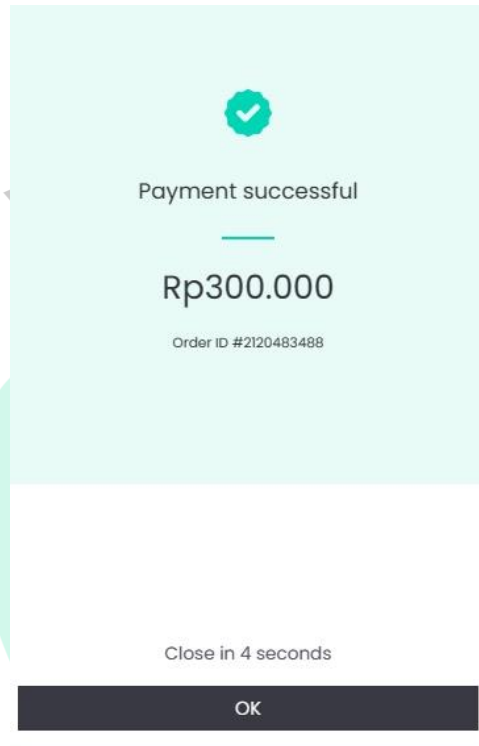 Payment successful
Rp300.000
Order ID #2120483488
Close in 4 seconds
OK